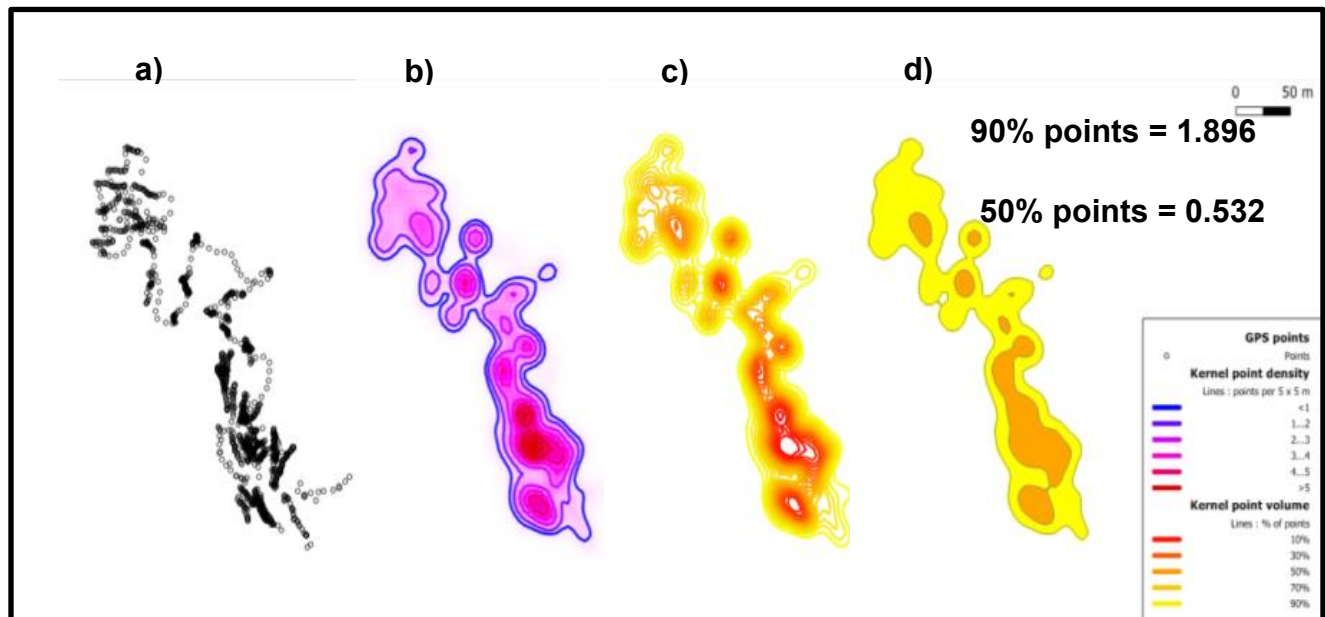 a)
b)
c)
d)
0 50 m
90% points = 1.896
50% points = 0.532
GPS points
Points
Kernel point density
Lines : points per 5 x 5 m
<1
1...2
2...3
3...4
4...5
>5
Kernel point volume
Lines : % of points
10%
30%
50%
70%
90%